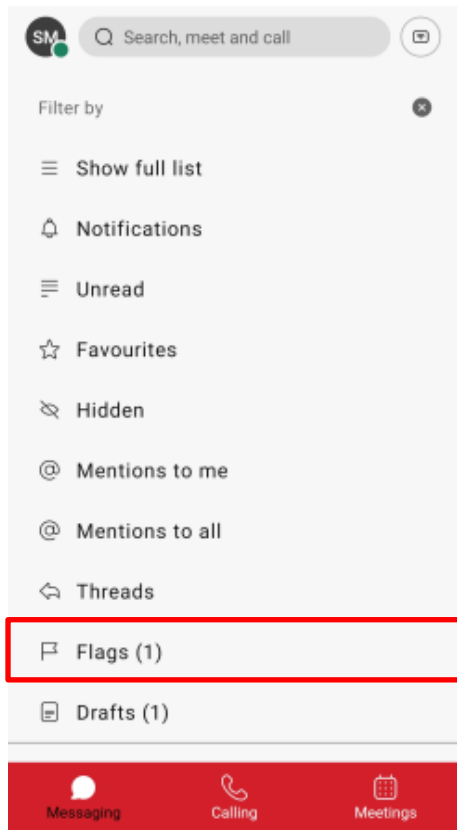 SM Search, meet and call
Filter by
Show full list
Notifications
Unread
Favourites
Hidden
@ Mentions to me
@ Mentions to all
Threads
Flags (1)
Drafts (1)
Messaging Calling Meetings